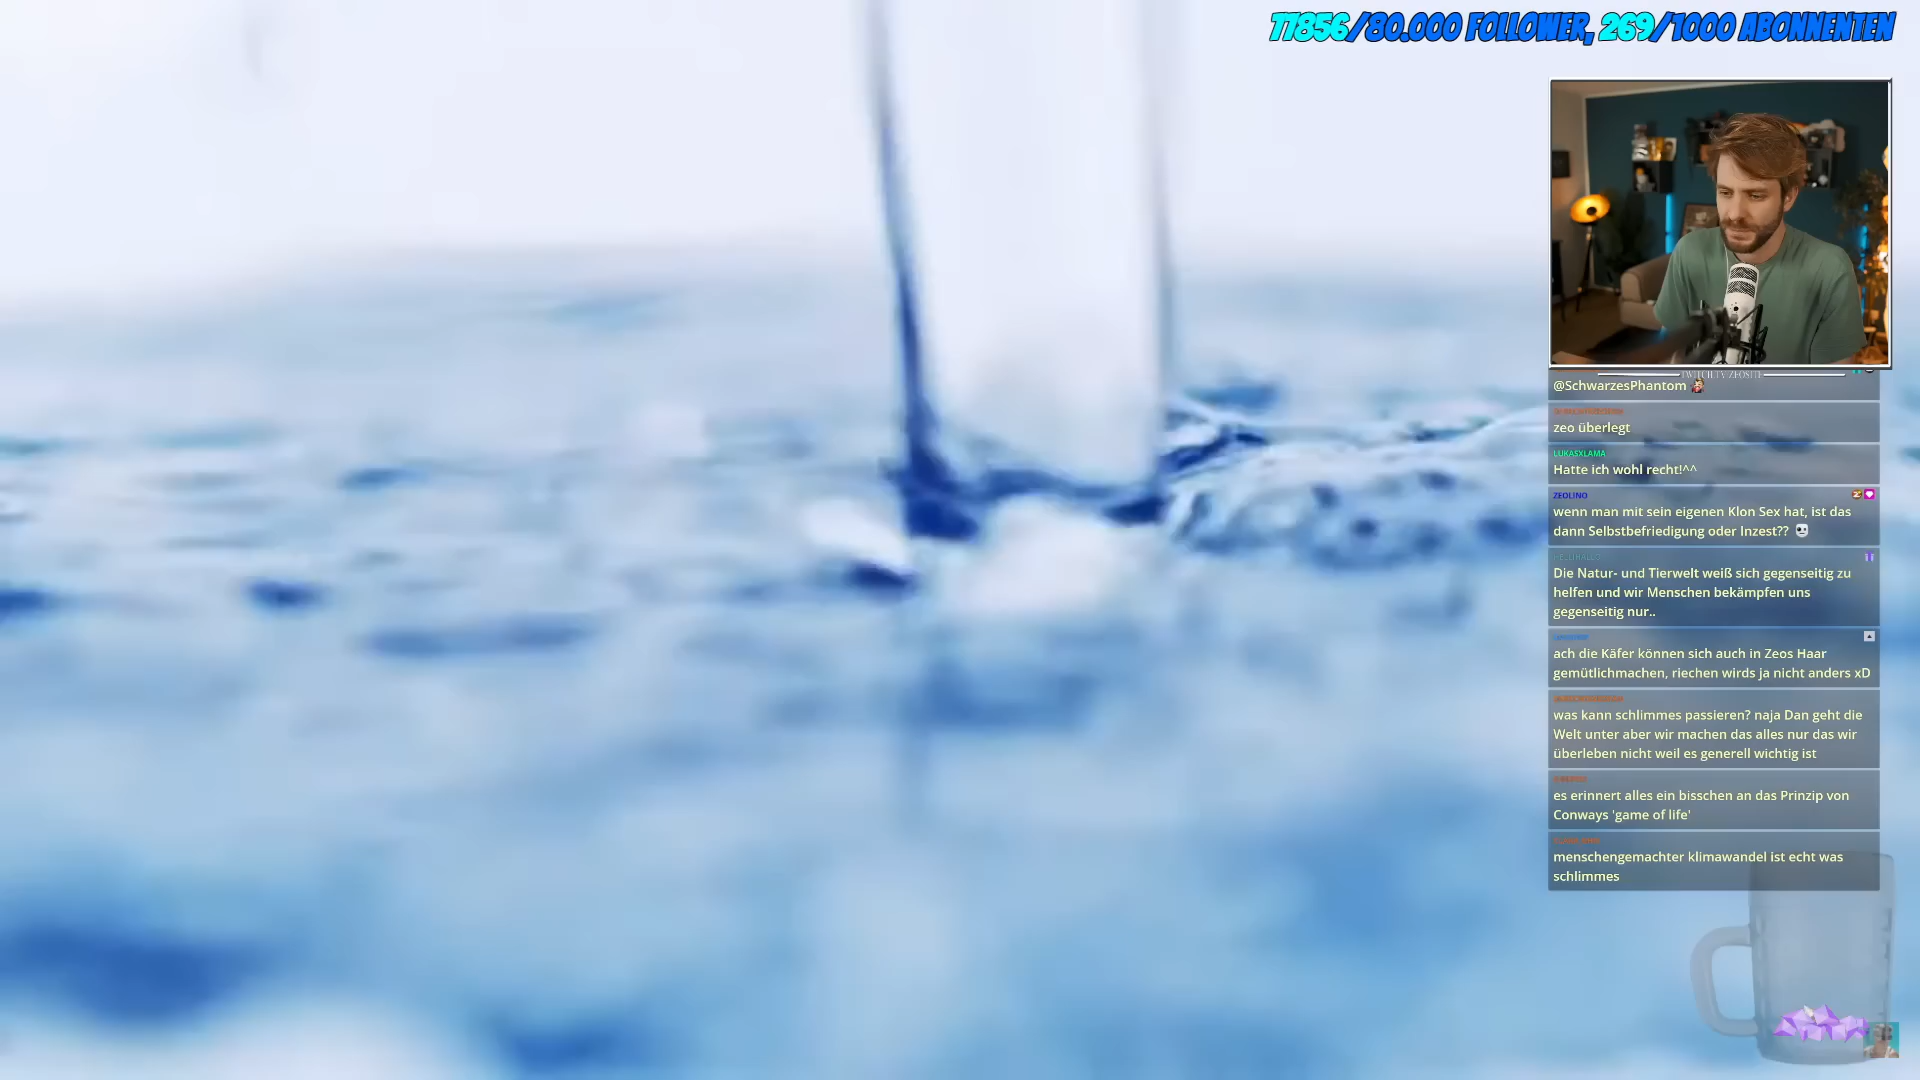 77856/80.000 FOLLOWER, 269/1000 ABONNENTEN
TWITCH.TV/ZEOSITE
@SchwarzesPhantom
zeo überlegt
LUKASXLAMA
Hatte ich wohl recht!^^
ZEOLINO
wenn man mit sein eigenen Klon Sex hat, ist das
dann Selbstbefriedigung oder Inzest??
Die Natur- und Tierwelt weiß sich gegenseitig zu
helfen und wir Menschen bekämpfen uns
gegenseitig nur..
ach die Käfer können sich auch in Zeos Haar
gemütlichmachen, riechen wirds ja nicht anders xD
was kann schlimmes passieren? naja Dan geht die
Welt unter aber wir machen das alles nur das wir
überleben nicht weil es generell wichtig ist
es erinnert alles ein bisschen an das Prinzip von
Conways 'game of life'
menschengemachter klimawandel ist echt was
schlimmes